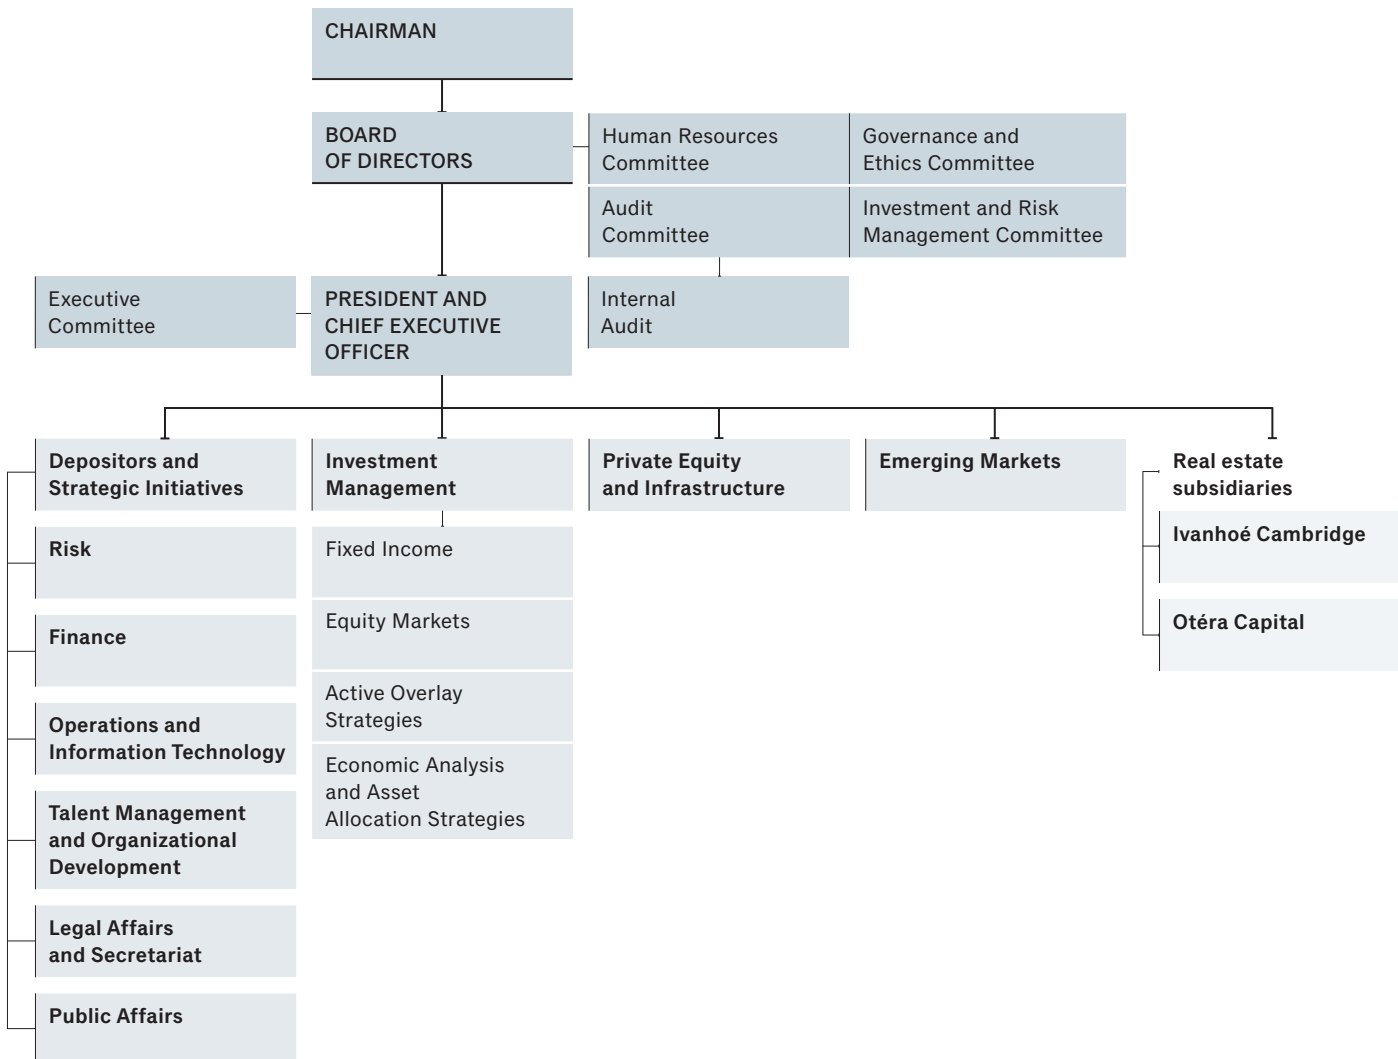 CHAIRMAN
BOARD
OF DIRECTORS
Human Resources
Committee
Governance and
Ethics Committee
Audit
Committee
Investment and Risk
Management Committee
Executive
Committee
PRESIDENT AND
CHIEF EXECUTIVE
OFFICER
Internal
Audit
Depositors and
Strategic Initiatives
Risk
Finance
Operations and
Information Technology
Talent Management
and Organizational
Development
Legal Affairs
and Secretariat
Public Affairs
Investment
Management
Fixed Income
Equity Markets
Active Overlay
Strategies
Economic Analysis
and Asset
Allocation Strategies
Private Equity
and Infrastructure
Emerging Markets
Real estate
subsidiaries
Ivanhoé Cambridge
Otéra Capital